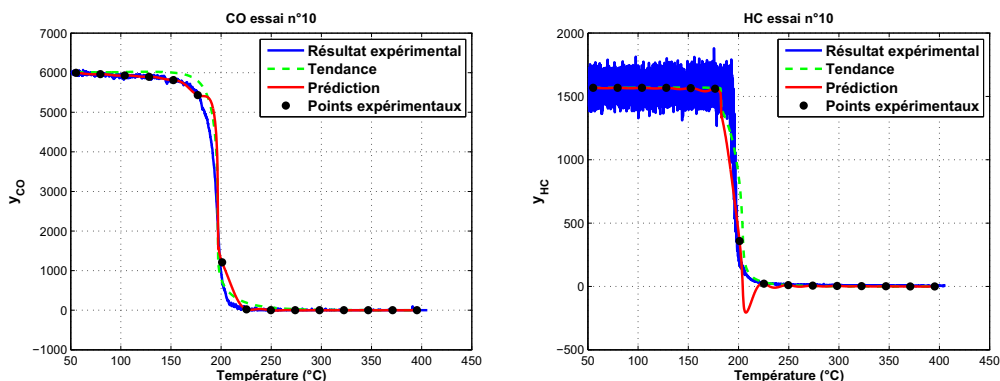 CO essai n°10
7000
6000
5000
4000
3000
2000
1000
0
−1000
50 100 150 200 250 300 350 400 450
Température (°C)
yCO
Résultat expérimental
Tendance
Prédiction
Points expérimentaux
HC essai n°10
2000
1500
1000
500
0
−500
50 100 150 200 250 300 350 400 450
Température (°C)
yHC
Résultat expérimental
Tendance
Prédiction
Points expérimentaux